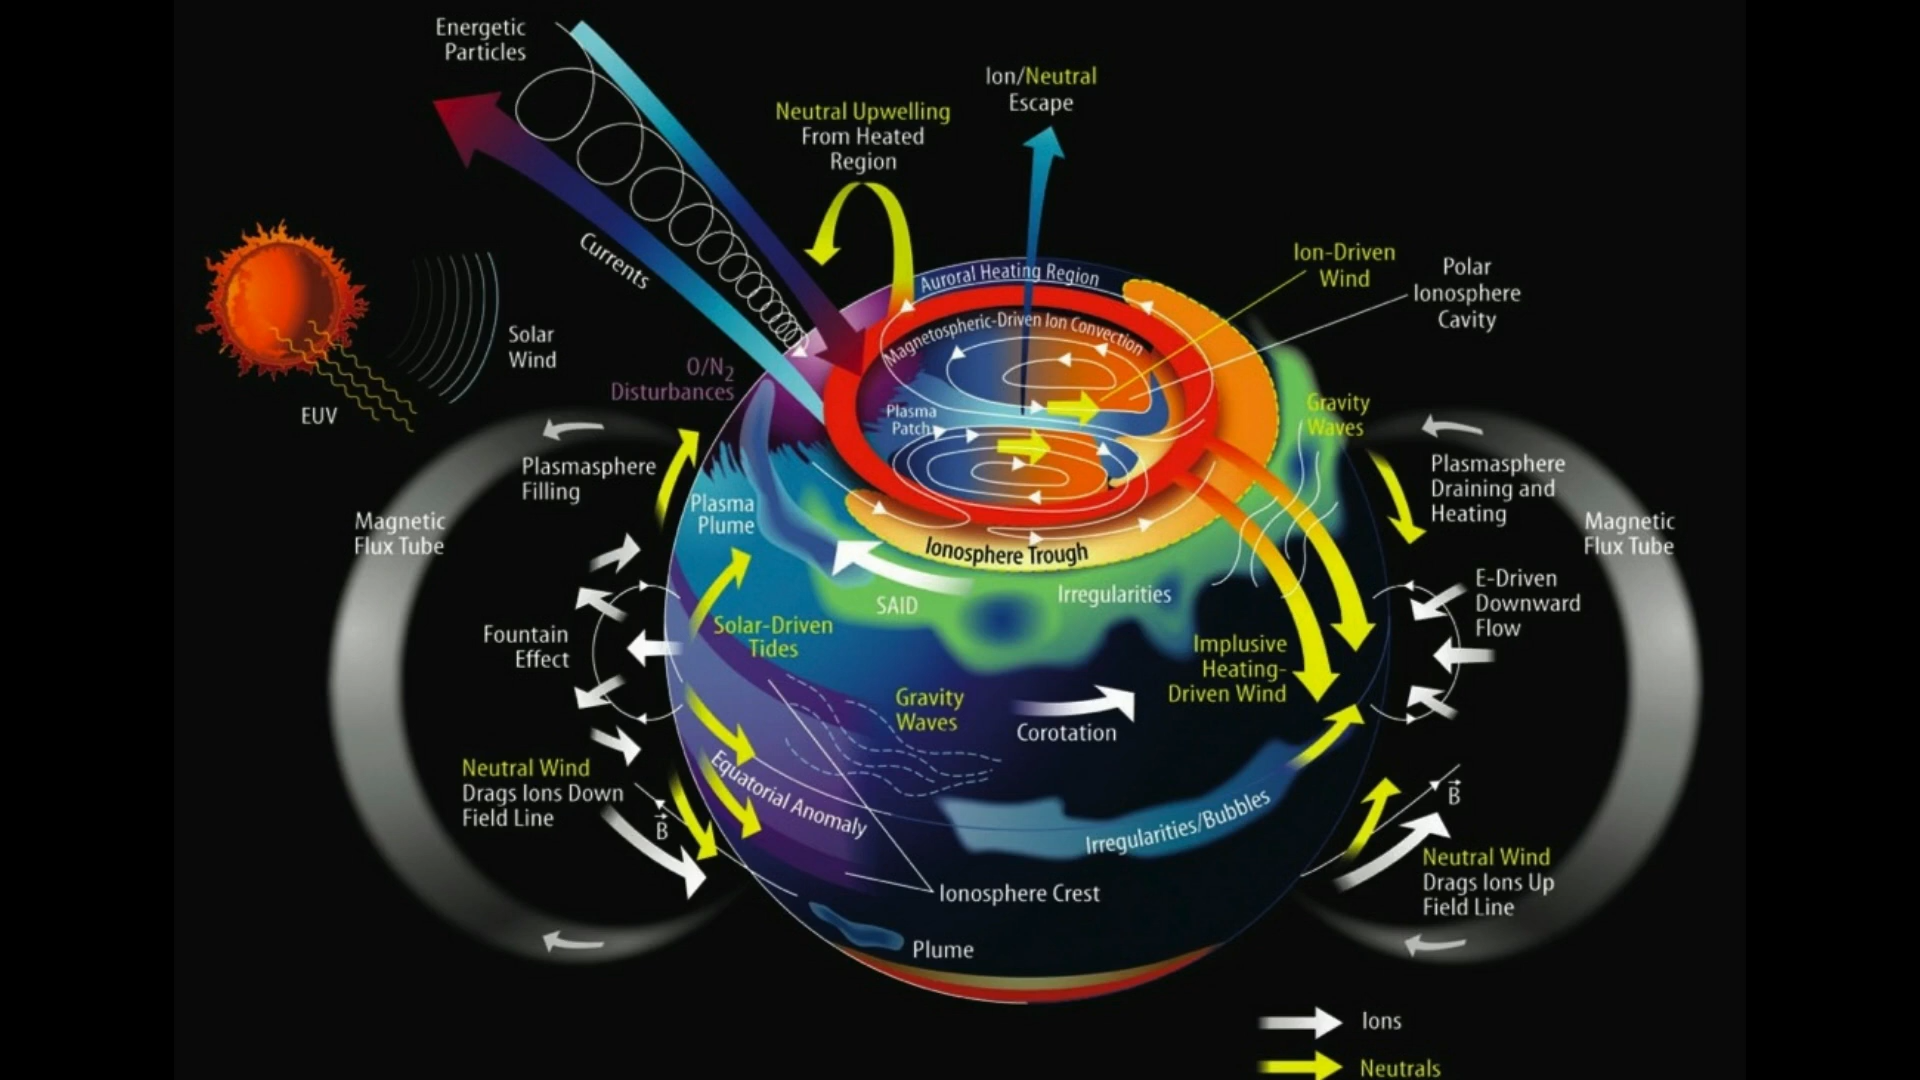 Energetic
Particles
Ion/Neutral
Escape
Neutral Upwelling
From Heated
Region
Currents
Auroral Heating Region
Ion-Driven
Wind
Polar
Ionosphere
Cavity
Magnetospheric-Driven Ion Convection
Solar
Wind
EUV
O/N2
Disturbances
Plasma
Patch
Gravity
Waves
Plasmasphere
Filling
Plasmasphere
Draining and
Heating
Magnetic
Flux Tube
Plasma
Plume
Magnetic
Flux Tube
Ionosphere Trough
SAID
Irregularities
E-Driven
Downward
Flow
Solar-Driven
Tides
Fountain
Effect
Implusive
Heating-
Driven Wind
Gravity
Waves
Corotation
Neutral Wind
Drags Ions Down
Field Line
B
Equatorial Anomaly
Irregularities/Bubbles
B
Neutral Wind
Drags Ions Up
Field Line
Ionosphere Crest
Plume
Ions
Neutrals